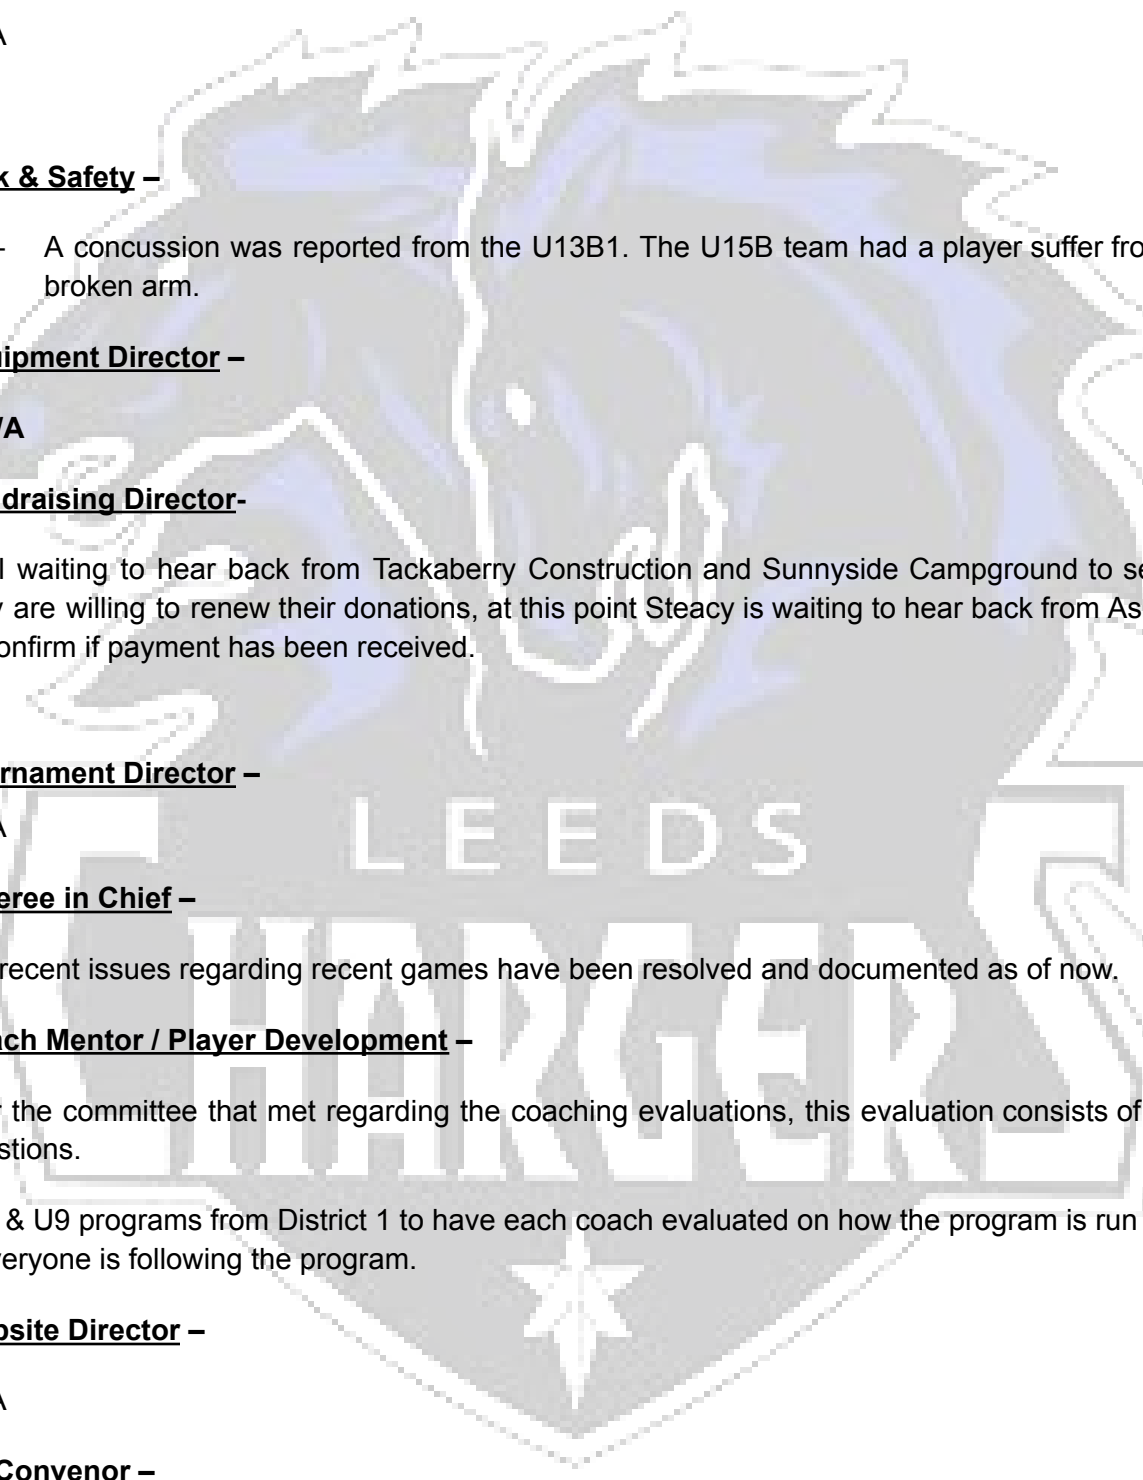 A
k & Safety –
- A concussion was reported from the U13B1. The U15B team had a player suffer fro
broken arm.
uipment Director –
/A
draising Director-
l waiting to hear back from Tackaberry Construction and Sunnyside Campground to se
y are willing to renew their donations, at this point Steacy is waiting to hear back from As
onfirm if payment has been received.
rnament Director –
A
LEEDS
eree in Chief –
CHARGERS
recent issues regarding recent games have been resolved and documented as of now.
ach Mentor / Player Development –
r the committee that met regarding the coaching evaluations, this evaluation consists of
stions.
& U9 programs from District 1 to have each coach evaluated on how the program is run
veryone is following the program.
bsite Director –
A
Convenor –